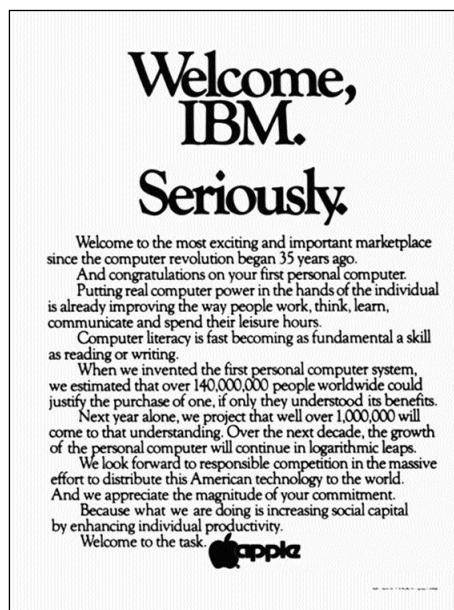 Welcome,
IBM.
Seriously.
Welcome to the most exciting and important marketplace
since the computer revolution began 35 years ago.
And congratulations on your first personal computer.
Putting real computer power in the hands of the individual
is already improving the way people work, think, learn,
communicate and spend their leisure hours.
Computer literacy is fast becoming as fundamental a skill
as reading or writing.
When we invented the first personal computer system,
we estimated that over 140,000,000 people worldwide could
justify the purchase of one, if only they understood its benefits.
Next year alone, we project that well over 1,000,000 will
come to that understanding. Over the next decade, the growth
of the personal computer will continue in logarithmic leaps.
We look forward to responsible competition in the massive
effort to distribute this American technology to the world.
And we appreciate the magnitude of your commitment.
Because what we are doing is increasing social capital
by enhancing individual productivity.
Welcome to the task. apple